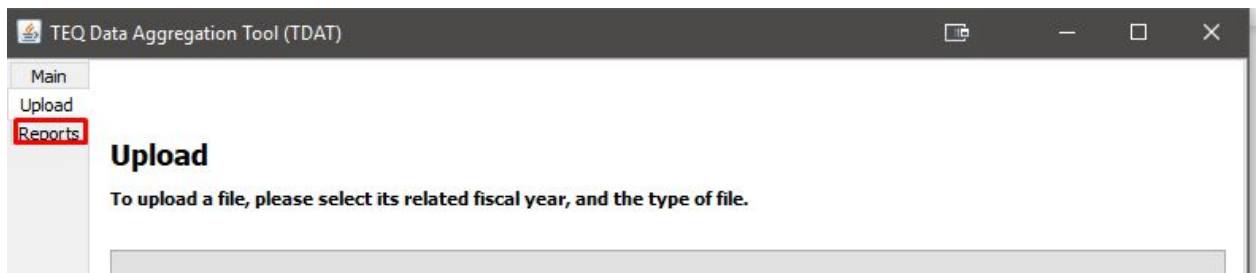 TEQ Data Aggregation Tool (TDAT)
Main
Upload
Reports
Upload
To upload a file, please select its related fiscal year, and the type of file.